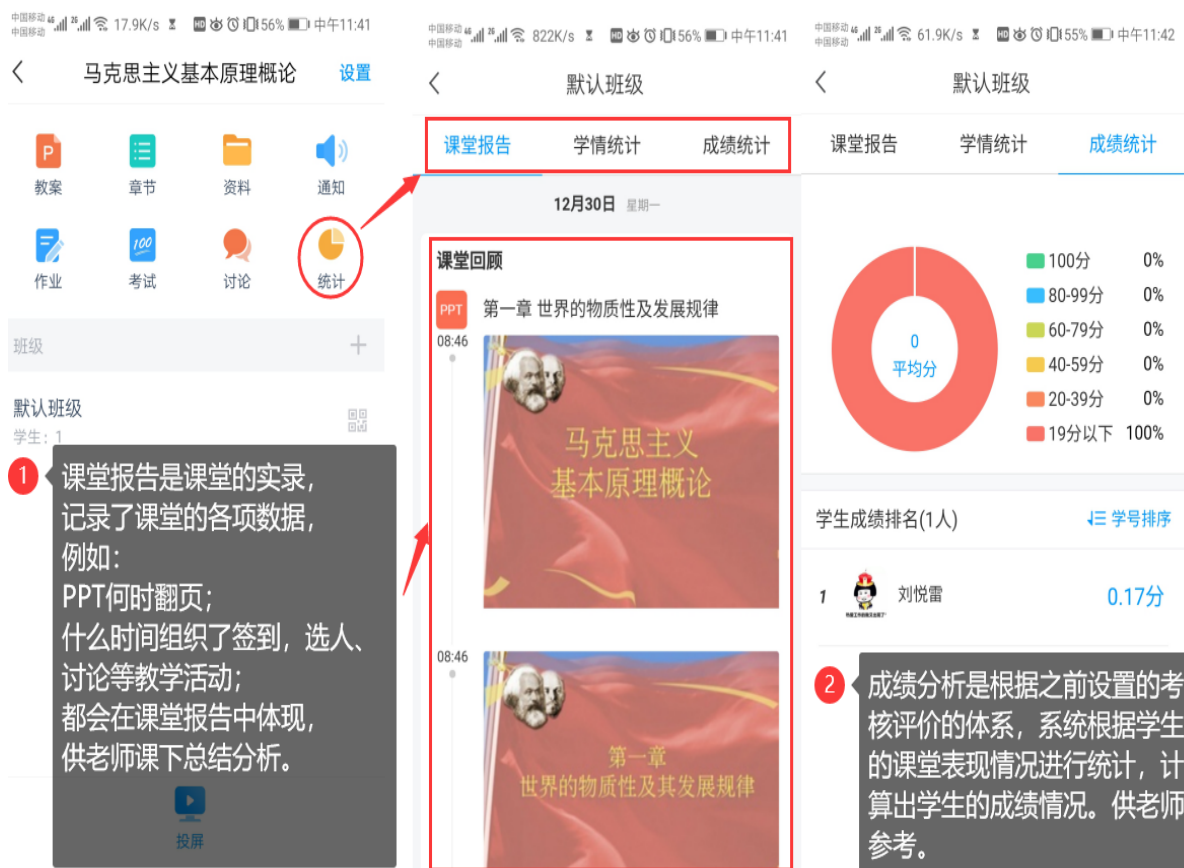 中国移动 46 26 17.9K/s HD 56% 中午11:41
中国移动
马克思主义基本原理概论 设置
P
教案 章节 资料 通知
100
作业 考试 讨论 统计
班级
默认班级
学生：1
1
课堂报告是课堂的实录，
记录了课堂的各项数据，
例如：
PPT何时翻页；
什么时间组织了签到，选人、
讨论等教学活动；
都会在课堂报告中体现，
供老师课下总结分析。
投屏
中国移动 46 26 822K/s HD 56% 中午11:41
中国移动
默认班级
课堂报告 学情统计 成绩统计
12月30日 星期一
课堂回顾
PPT 第一章 世界的物质性及发展规律
08:46
马克思主义
基本原理概论
08:46
第一章
世界的物质性及其发展规律
中国移动 46 26 61.9K/s HD 55% 中午11:42
中国移动
默认班级
课堂报告 学情统计 成绩统计
0
平均分
100分 0%
80-99分 0%
60-79分 0%
40-59分 0%
20-39分 0%
19分以下 100%
学生成绩排名(1人) 学号排序
1 刘悦雷 0.17分
2
成绩分析是根据之前设置的考
核评价的体系，系统根据学生
的课堂表现情况进行统计，计
算出学生的成绩情况。供老师
参考。